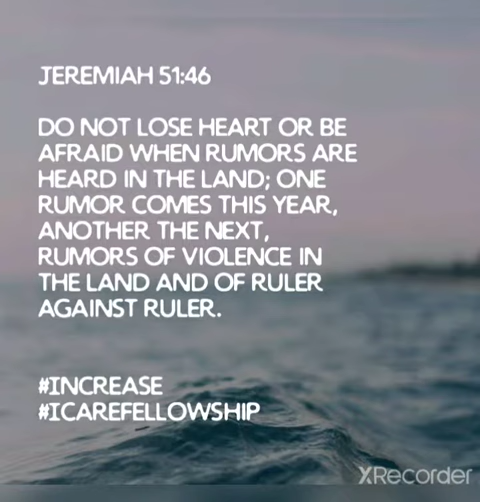 JEREMIAH 51:46
DO NOT LOSE HEART OR BE
AFRAID WHEN RUMORS ARE
HEARD IN THE LAND; ONE
RUMOR COMES THIS YEAR,
ANOTHER THE NEXT,
RUMORS OF VIOLENCE IN
THE LAND AND OF RULER
AGAINST RULER.
#INCREASE
#ICAREFELLOWSHIP
XRecorder